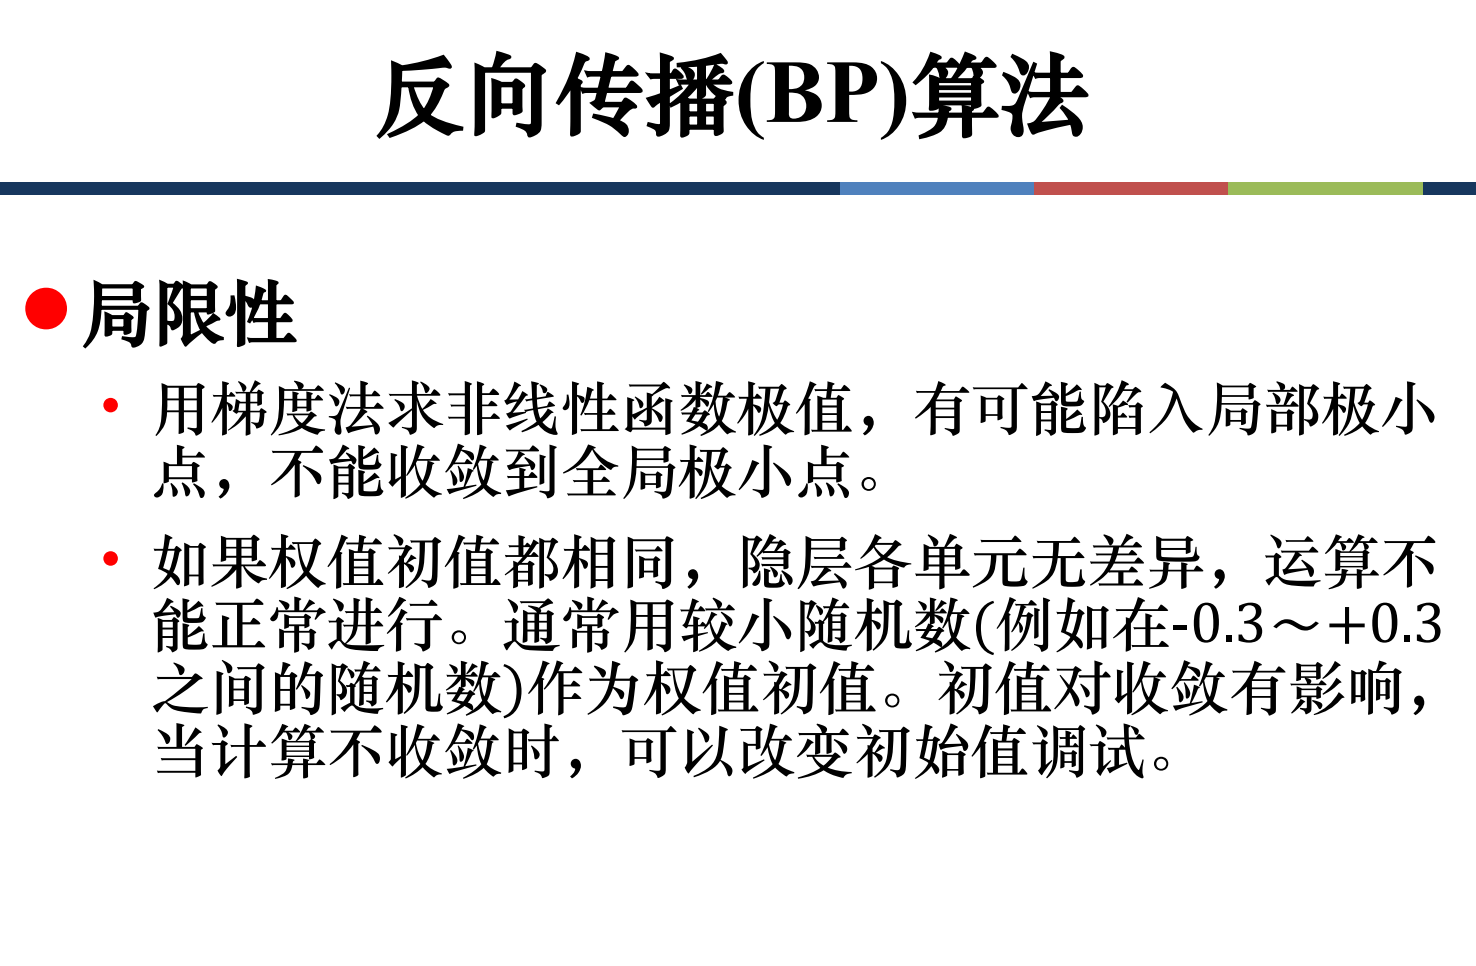 反向传播(BP)算法
局限性
用梯度法求非线性函数极值，有可能陷入局部极小
点，不能收敛到全局极小点。
如果权值初值都相同，隐层各单元无差异，运算不
能正常进行。通常用较小随机数(例如在-0.3～+0.3
之间的随机数)作为权值初值。初值对收敛有影响，
当计算不收敛时，可以改变初始值调试。